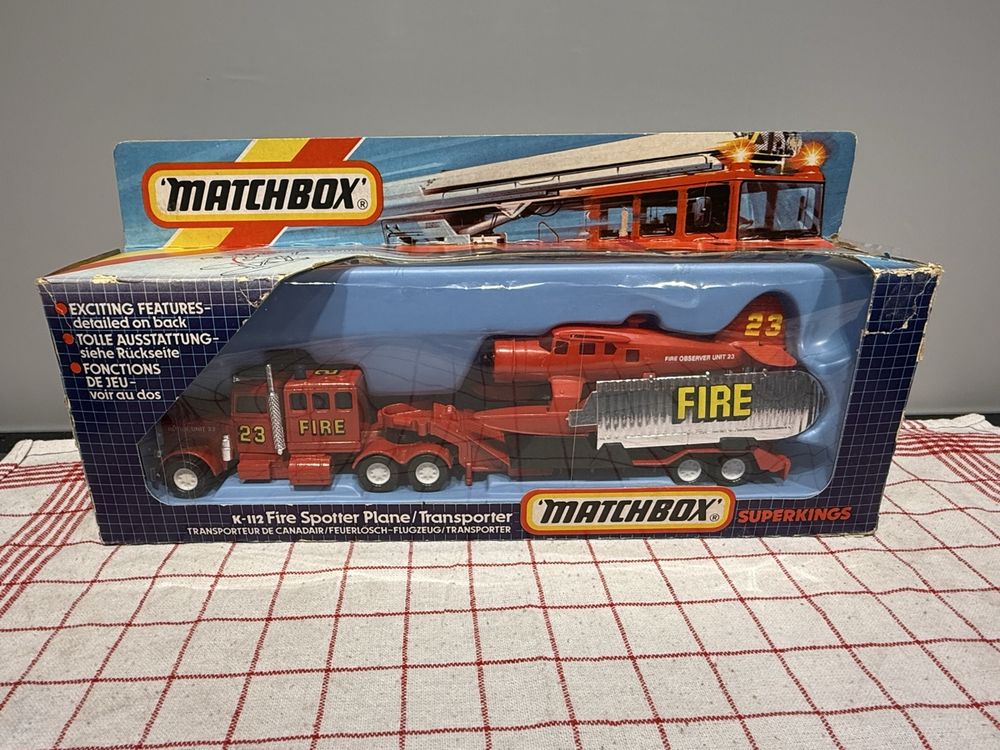 'MATCHBOX'®
EXCITING FEATURES-
detailed on back
TOLLE AUSSTATTUNG-
siehe Rückseite
FONCTIONS
DE JEU-
voir au dos
23
FIRE OBSERVER UNIT 23
FIRE
23
FIRE
K-112 Fire Spotter Plane/Transporter
TRANSPORTEUR DE CANADAIR/FEUERLÖSCH-FLUGZEUG/TRANSPORTER
'MATCHBOX'®
SUPERKINGS